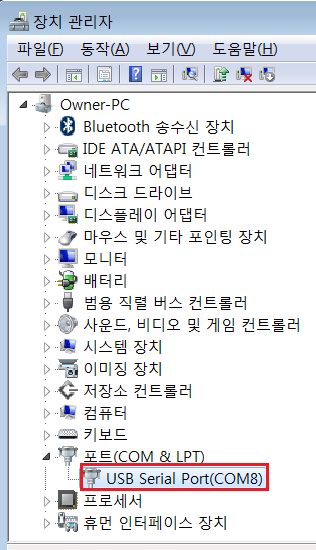 장치 관리자
파일(F) 동작(A) 보기(V) 도움말(H)
Owner-PC
Bluetooth 송수신 장치
IDE ATA/ATAPI 컨트롤러
네트워크 어댑터
디스크 드라이브
디스플레이 어댑터
마우스 및 기타 포인팅 장치
모니터
배터리
범용 직렬 버스 컨트롤러
사운드, 비디오 및 게임 컨트롤러
시스템 장치
이미징 장치
저장소 컨트롤러
컴퓨터
키보드
포트(COM & LPT)
USB Serial Port(COM8)
프로세서
휴먼 인터페이스 장치